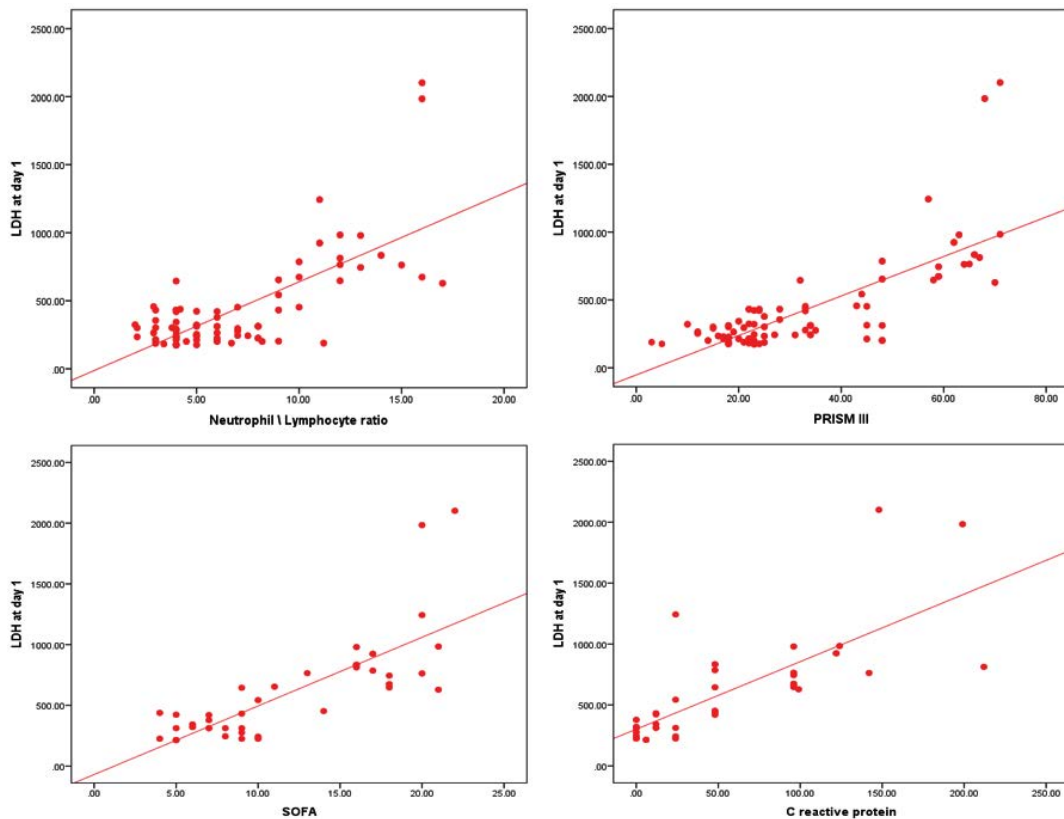 2500.00
2000.00
1500.00
1000.00
500.00
.00
LDH at day 1
.00 5.00 10.00 15.00 20.00
Neutrophil \ Lymphocyte ratio
2500.00
2000.00
1500.00
1000.00
500.00
.00
LDH at day 1
.00 20.00 40.00 60.00 80.00
PRISM III
2500.00
2000.00
1500.00
1000.00
500.00
.00
LDH at day 1
.00 5.00 10.00 15.00 20.00 25.00
SOFA
2500.00
2000.00
1500.00
1000.00
500.00
.00
LDH at day 1
.00 50.00 100.00 150.00 200.00 250.00
C reactive protein